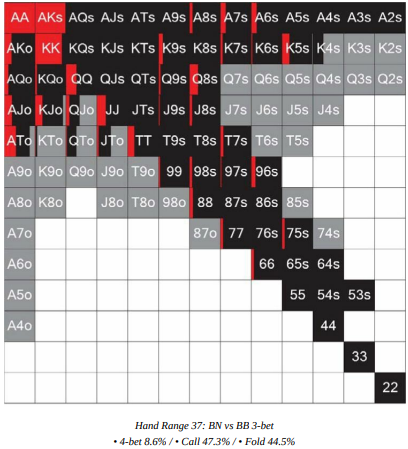 AA AKs AQs AJs ATs A9s A8s A7s A6s A5s A4s A3s A2s
AKo KK KQs KJs KTs K9s K8s K7s K6s K5s K4s K3s K2s
AQo KQo QQ QJs QTs Q9s Q8s Q7s Q6s Q5s Q4s Q3s Q2s
AJo KJo QJo JJ JTs J9s J8s J7s J6s J5s J4s
ATo KTo QTo JTo TT T9s T8s T7s T6s T5s
A9o K9o Q9o J9o T9o 99 98s 97s 96s
A8o K8o J8o T8o 98o 88 87s 86s 85s
A7o 87o 77 76s 75s 74s
A6o 66 65s 64s
A5o 55 54s 53s
A4o 44
33
22
Hand Range 37: BN vs BB 3-bet
• 4-bet 8.6% / • Call 47.3% / • Fold 44.5%